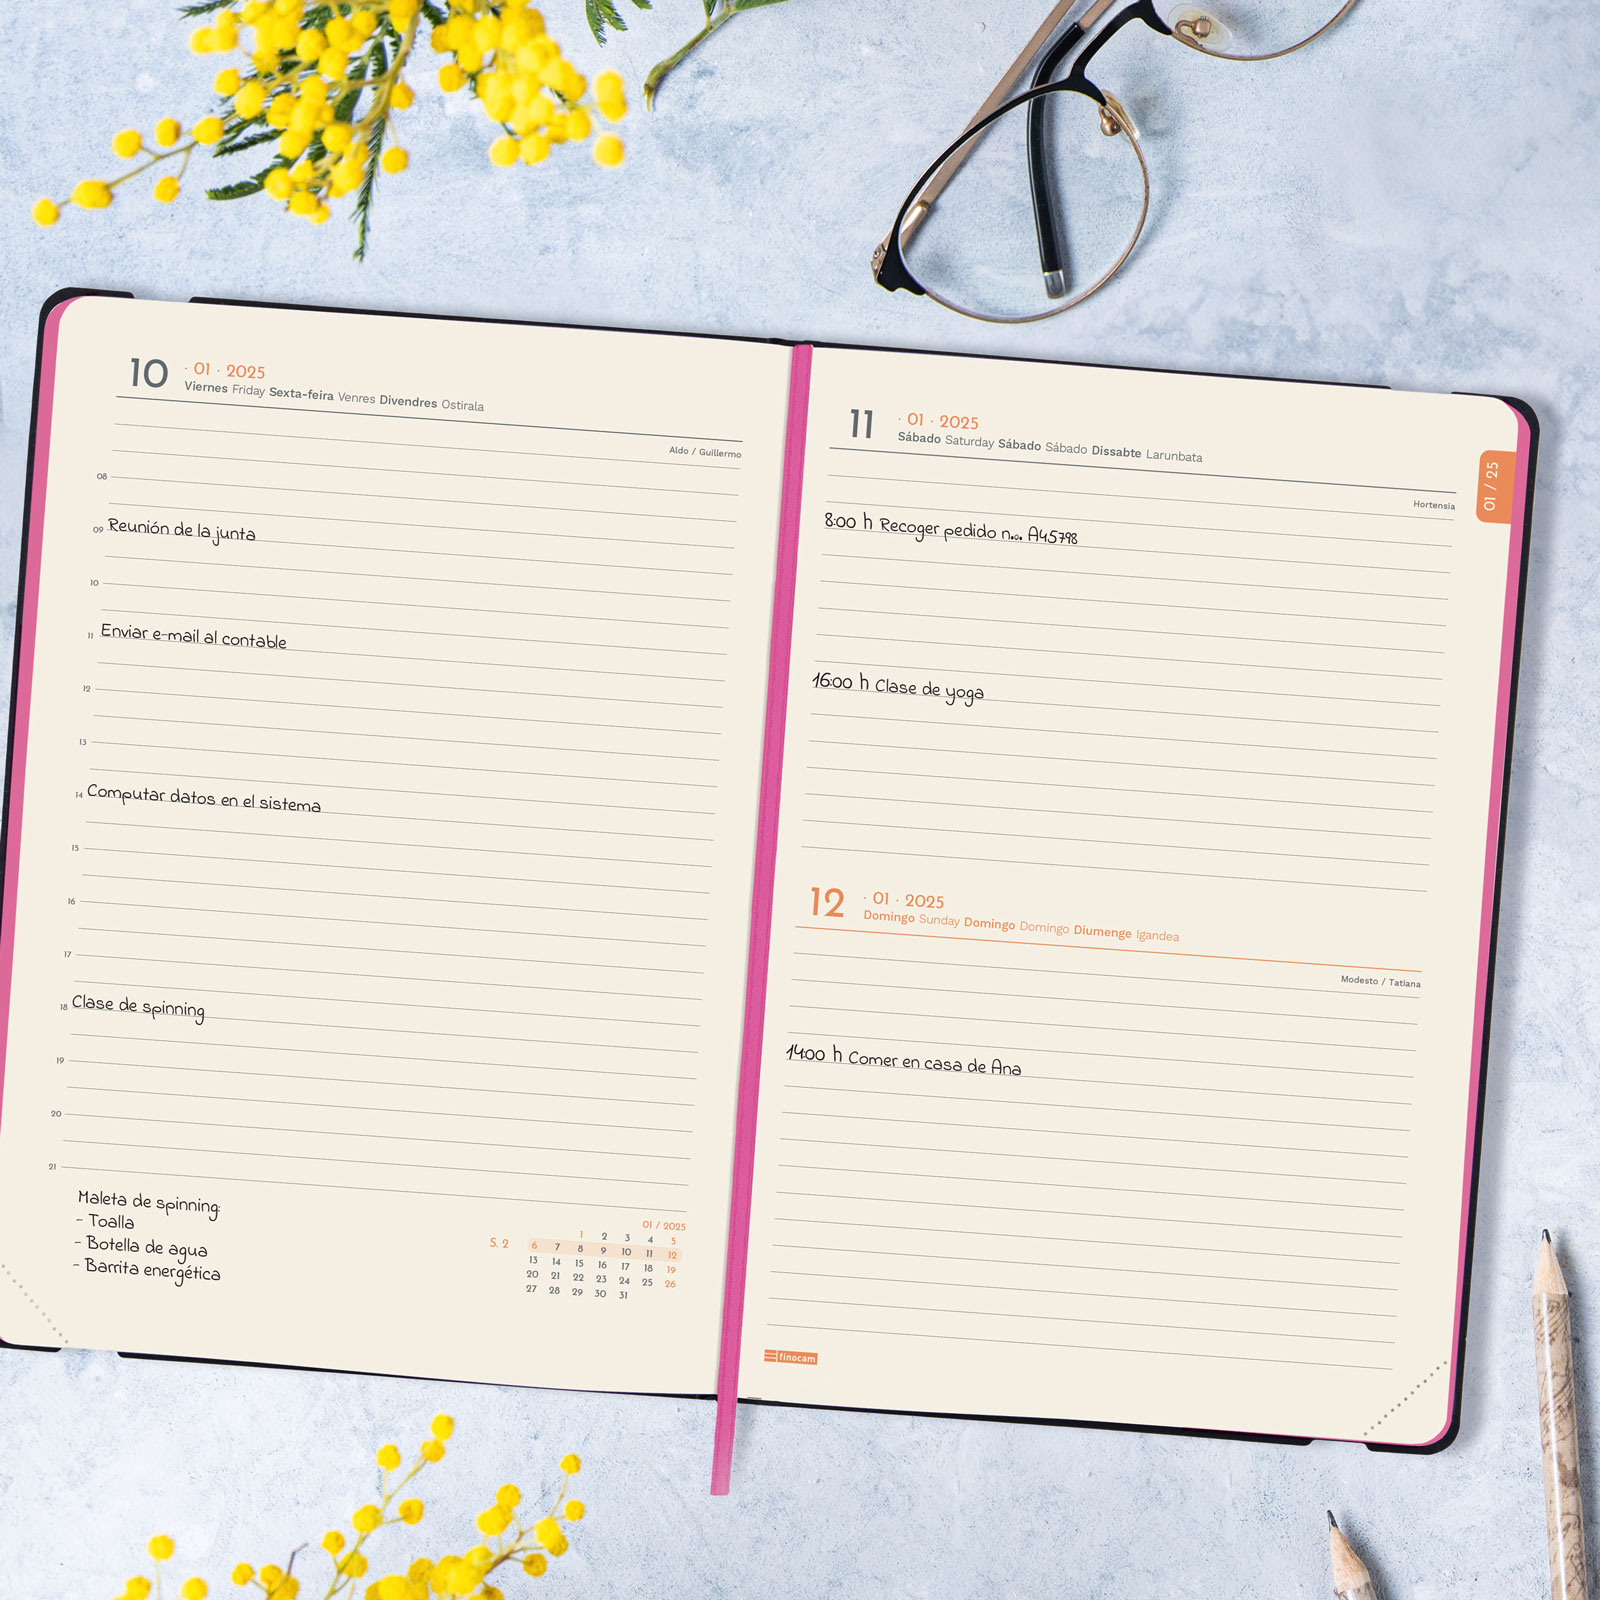 10 · 01 · 2025
Viernes Friday Sexta-feira Venres Divendres Ostirala
Aldo / Guillermo
08
09 Reunión de la junta
10
11 Enviar e-mail al contable
12
13
14 Computar datos en el sistema
15
16
17
18 Clase de spinning
19
20
21
Maleta de spinning:
- Toalla
- Botella de agua
- Barrita energética
01 / 2025
1 2 3 4 5
S. 2 6 7 8 9 10 11 12
13 14 15 16 17 18 19
20 21 22 23 24 25 26
27 28 29 30 31
11 · 01 · 2025
Sábado Saturday Sábado Sábado Dissabte Larunbata
Hortensia
01 / 25
8:00 h Recoger pedido n... A45798
16:00 h Clase de yoga
12 · 01 · 2025
Domingo Sunday Domingo Domingo Diumenge Igandea
Modesto / Tatiana
14:00 h Comer en casa de Ana
finocam